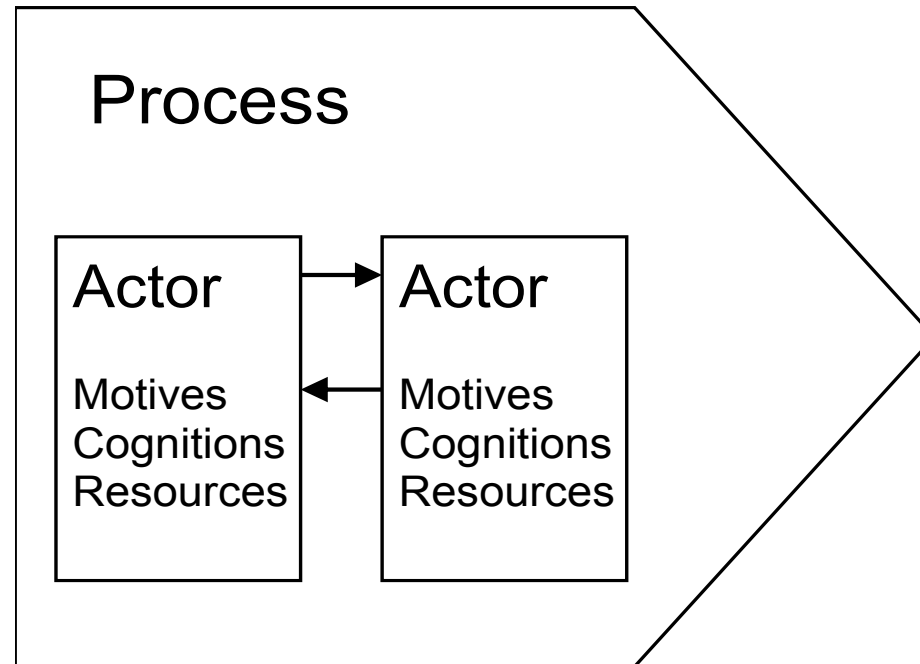 Process
Actor
Motives
Cognitions
Resources
Actor
Motives
Cognitions
Resources